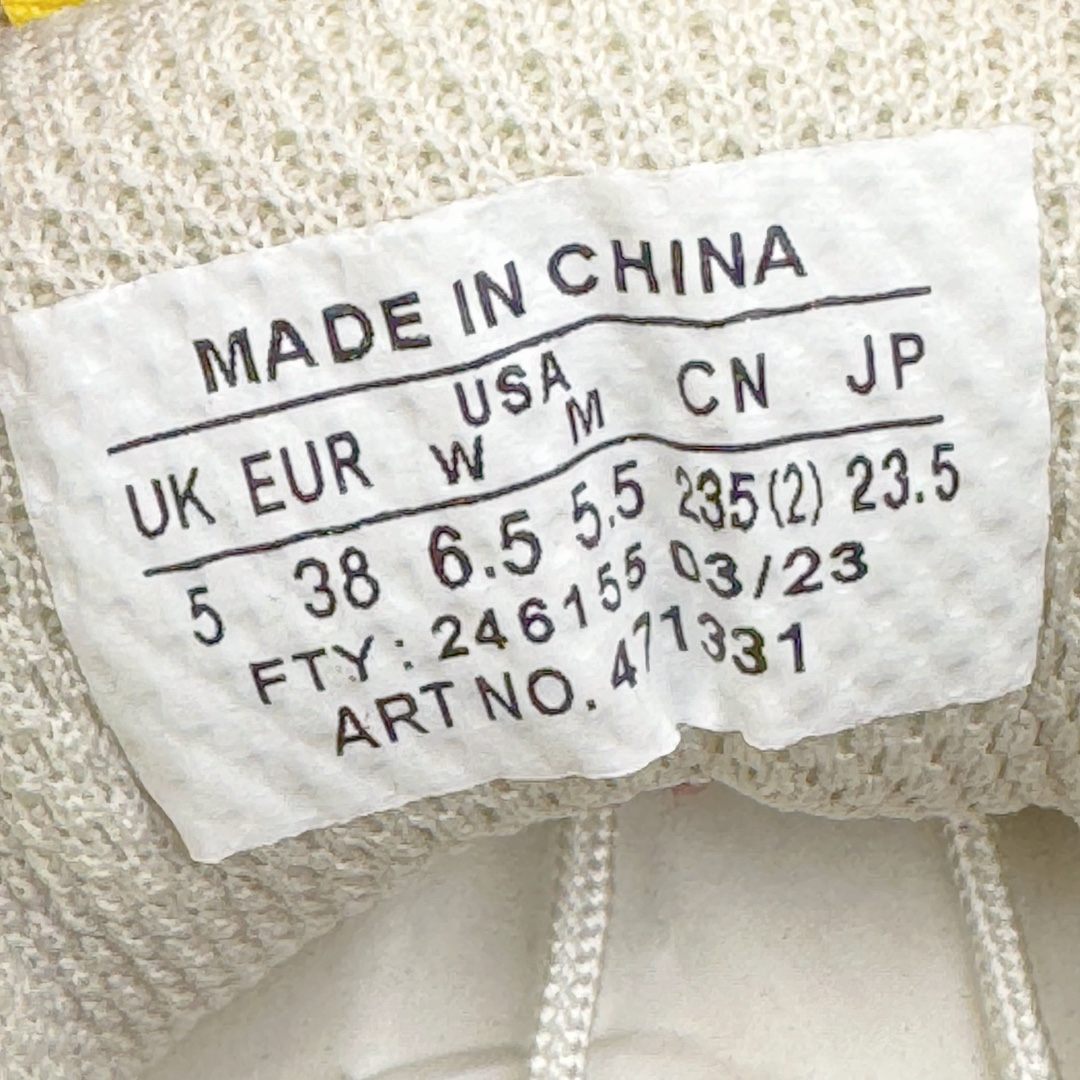 MADE IN CHINA
UK EUR USA W M CN JP
5 38 6.5 5.5 235(2) 23.5
FTY: 246155 03/23
ART NO. 471331